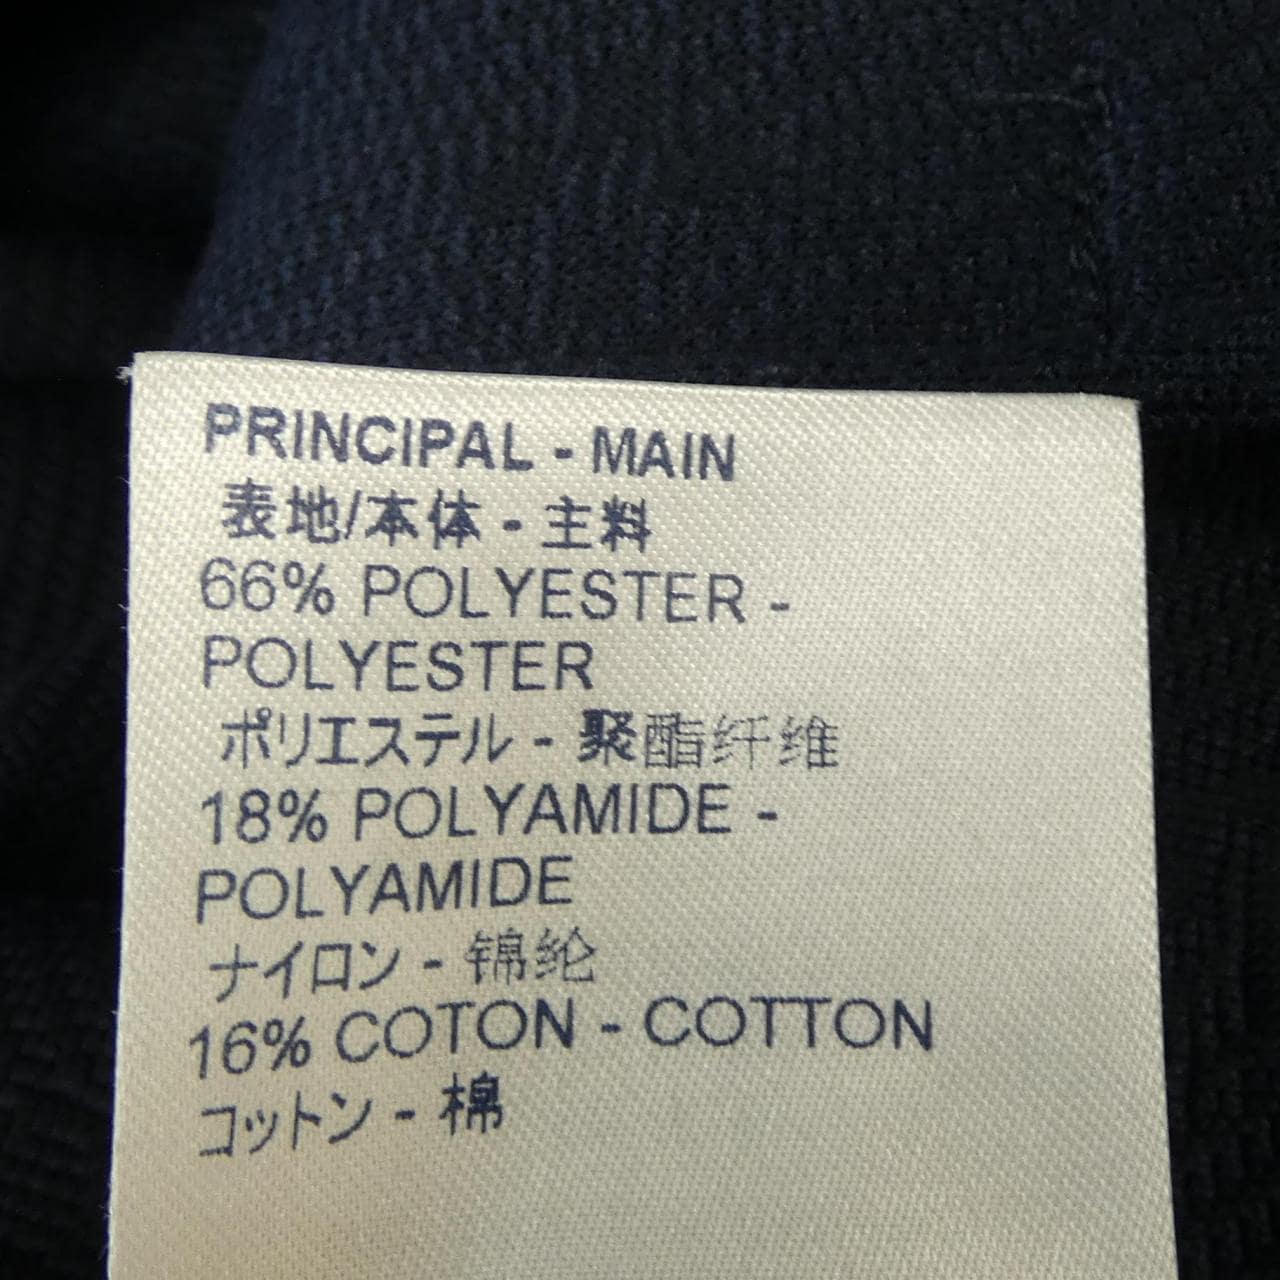 PRINCIPAL - MAIN
表地/本体 - 主料
66% POLYESTER -
POLYESTER
ポリエステル - 聚酯纤维
18% POLYAMIDE -
POLYAMIDE
ナイロン - 锦纶
16% COTON - COTTON
コットン - 棉